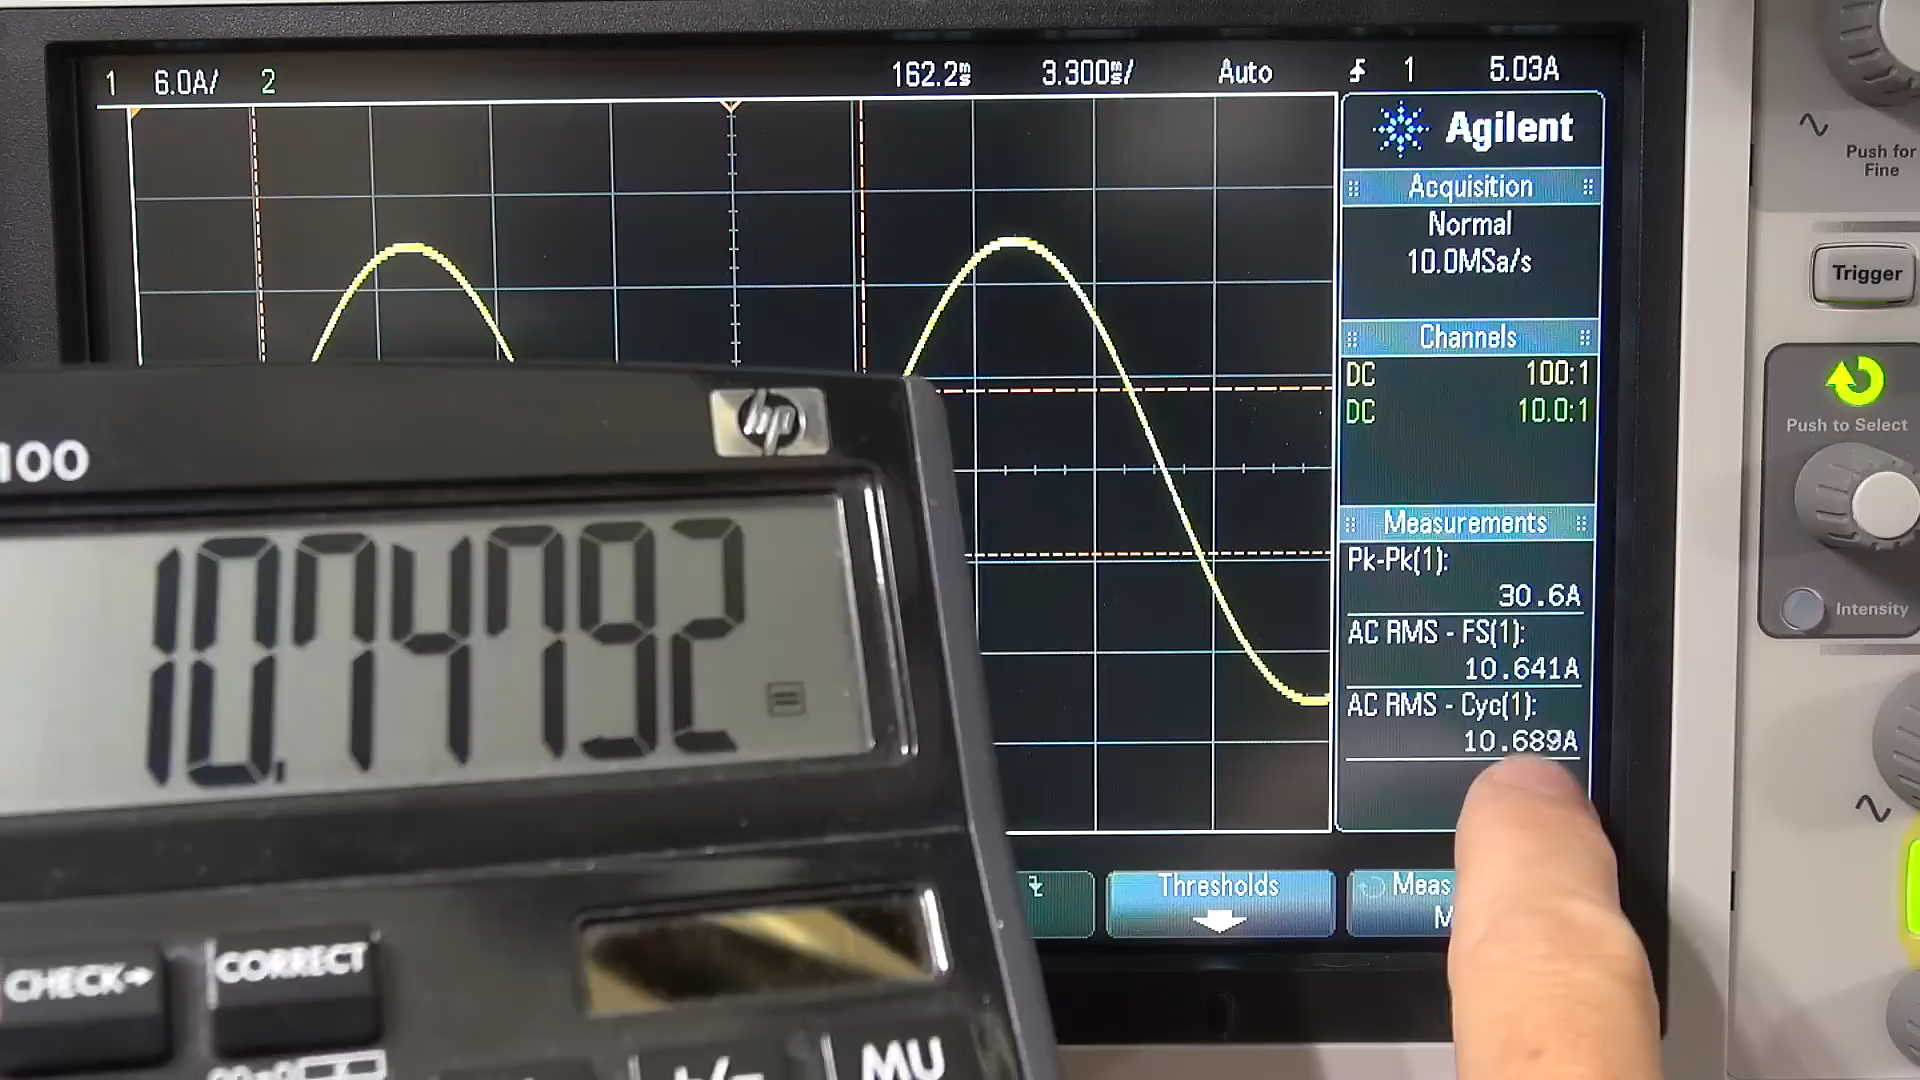 1 6.0A/ 2 162.2ms 3.300ms/ Auto 1 5.03A
Agilent
Acquisition
Normal
10.0MSa/s
Channels
DC 100:1
DC 10.0:1
Measurements
Pk-Pk(1):
30.6A
AC RMS - FS(1):
10.641A
AC RMS - Cyc(1):
10.689A
Thresholds
Meas
M
Push for
Fine
Trigger
Push to Select
Intensity
hp
100
10.74792
=
CHECK→
CORRECT
MU